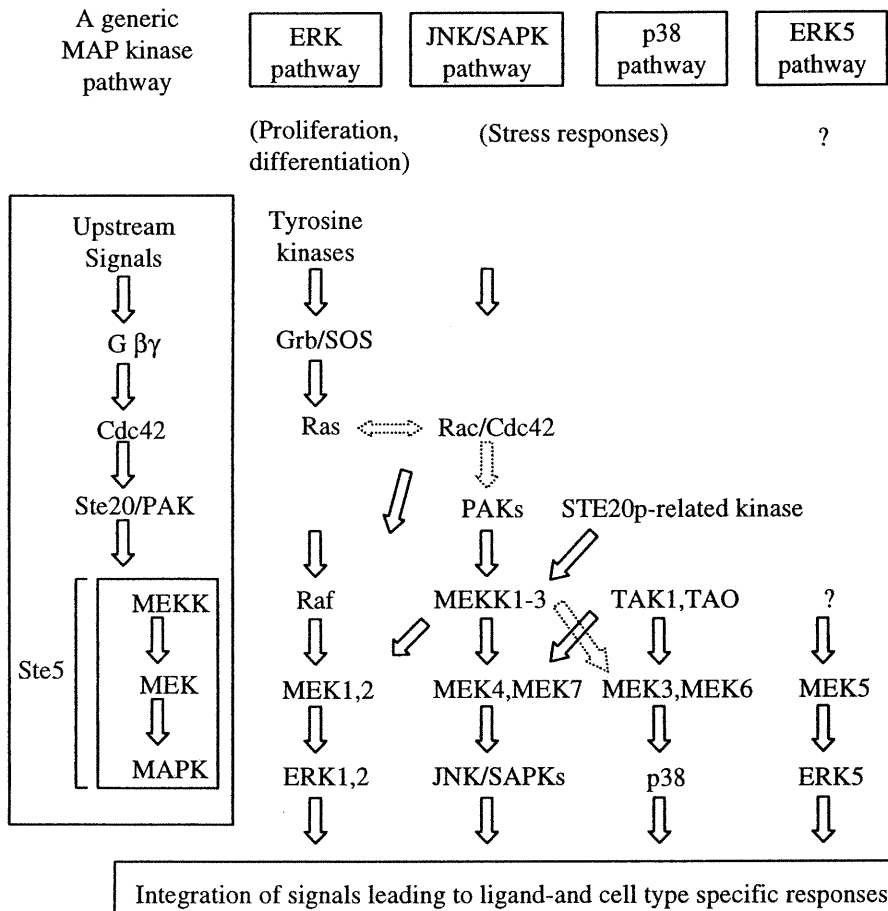 A generic
MAP kinase
pathway
ERK
pathway
JNK/SAPK
pathway
p38
pathway
ERK5
pathway
(Proliferation,
differentiation)
(Stress responses)
?
Upstream
Signals
Tyrosine
kinases
G βγ
Grb/SOS
Cdc42
Ras
Rac/Cdc42
Ste20/PAK
PAKs
STE20p-related kinase
MEKK
Raf
MEKK1-3
TAK1,TAO
?
Ste5
MEK
MEK1,2
MEK4,MEK7
MEK3,MEK6
MEK5
MAPK
ERK1,2
JNK/SAPKs
p38
ERK5
Integration of signals leading to ligand-and cell type specific responses